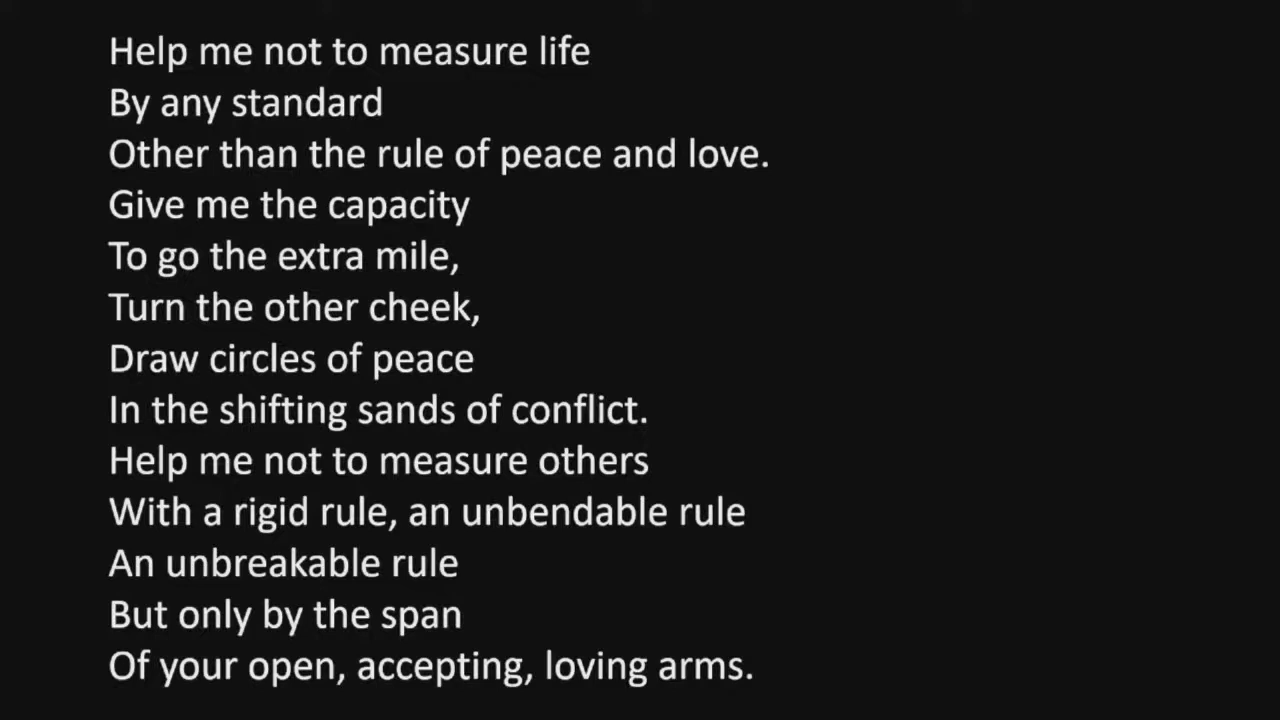 Help me not to measure life
By any standard
Other than the rule of peace and love.
Give me the capacity
To go the extra mile,
Turn the other cheek,
Draw circles of peace
In the shifting sands of conflict.
Help me not to measure others
With a rigid rule, an unbendable rule
An unbreakable rule
But only by the span
Of your open, accepting, loving arms.